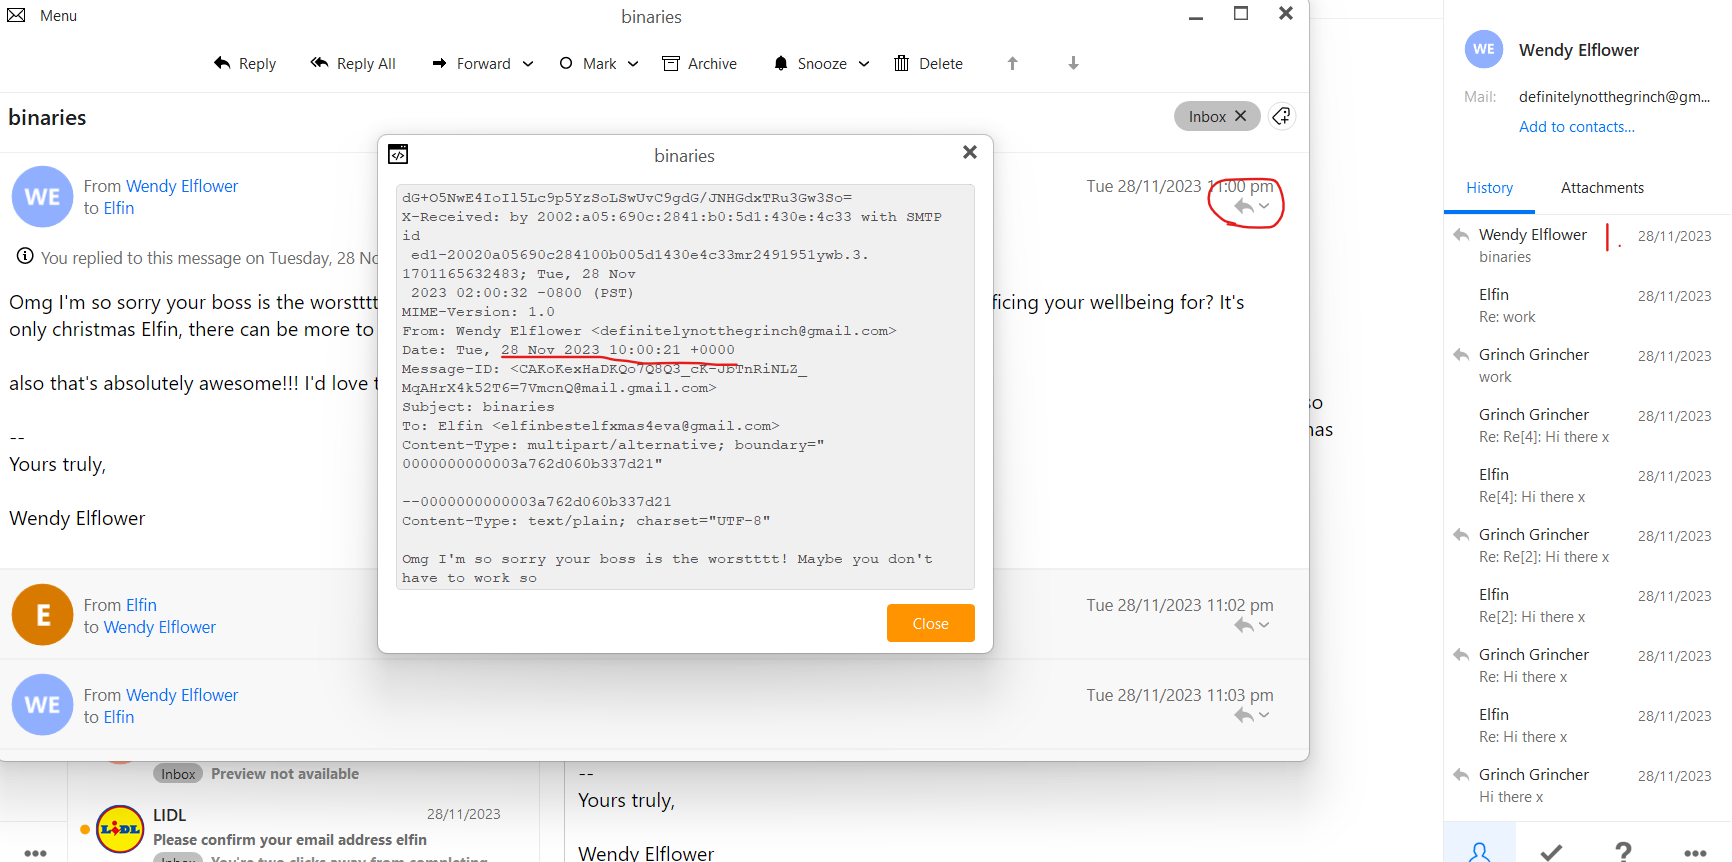 Menu
binaries
Reply
Reply All
Forward
Mark
Archive
Snooze
Delete
binaries
Inbox
WE
From Wendy Elflower
to Elfin
Tue 28/11/2023 11:00 pm
You replied to this message on Tuesday, 28 No
Omg I'm so sorry your boss is the worstttt
ficing your wellbeing for? It's
only christmas Elfin, there can be more to
also that's absolutely awesome!!! I'd love t
--
Yours truly,
Wendy Elflower
E
From Elfin
to Wendy Elflower
Tue 28/11/2023 11:02 pm
WE
From Wendy Elflower
to Elfin
Tue 28/11/2023 11:03 pm
binaries
dG+O5NwE4IoIl5Lc9p5YzSoLSwUvC9gdG/JNHGdxTRu3Gw3So=
X-Received: by 2002:a05:690c:2841:b0:5d1:430e:4c33 with SMTP
id
ed1-20020a05690c284100b005d1430e4c33mr2491951ywb.3.
1701165632483; Tue, 28 Nov
2023 02:00:32 -0800 (PST)
MIME-Version: 1.0
From: Wendy Elflower <definitelynotthegrinch@gmail.com>
Date: Tue, 28 Nov 2023 10:00:21 +0000
Message-ID: <CAKoKexHaDKQo7Q8Q3_cK-JbTnRiNLZ_
MqAHrX4k52T6=7VmcnQ@mail.gmail.com>
Subject: binaries
To: Elfin <elfinbestelfxmas4eva@gmail.com>
Content-Type: multipart/alternative; boundary="
0000000000003a762d060b337d21"
--0000000000003a762d060b337d21
Content-Type: text/plain; charset="UTF-8"
Omg I'm so sorry your boss is the worstttt! Maybe you don't
have to work so
Close
so
nas
Inbox
Preview not available
LIDL
LIDL
28/11/2023
Please confirm your email address elfin
Inbox
You're two clicks away from completing
--
Yours truly,
Wendy Elflower
WE
Wendy Elflower
Mail:
definitelynotthegrinch@gm...
Add to contacts...
History
Attachments
Wendy Elflower
28/11/2023
binaries
Elfin
28/11/2023
Re: work
Grinch Grincher
28/11/2023
work
Grinch Grincher
28/11/2023
Re: Re[4]: Hi there x
Elfin
28/11/2023
Re[4]: Hi there x
Grinch Grincher
28/11/2023
Re: Re[2]: Hi there x
Elfin
28/11/2023
Re[2]: Hi there x
Grinch Grincher
28/11/2023
Re: Hi there x
Elfin
28/11/2023
Re: Hi there x
Grinch Grincher
28/11/2023
Hi there x